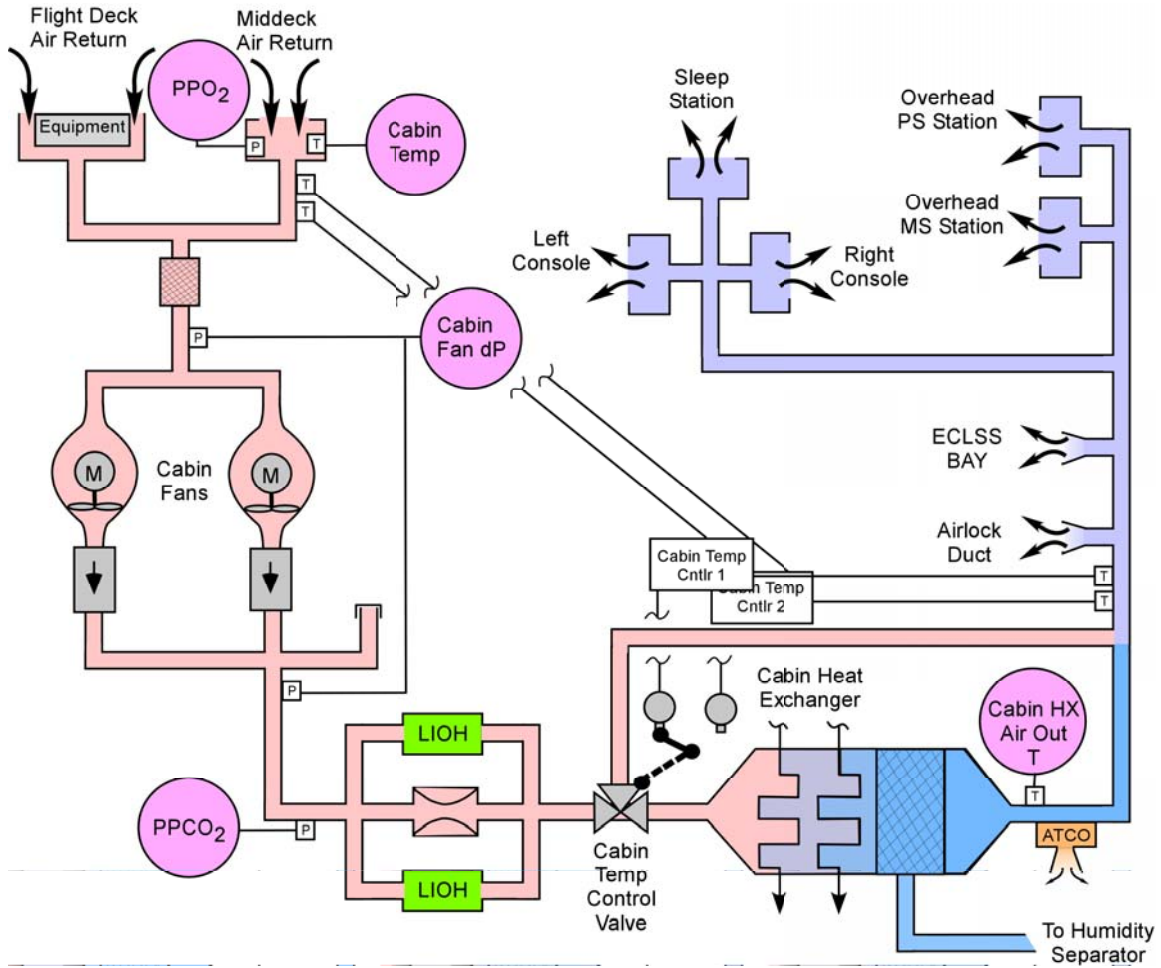 Flight Deck
Air Return
Middeck
Air Return
PPO2
Equipment
P
T
Cabin
Temp
T
T
Sleep
Station
Overhead
PS Station
Overhead
MS Station
Left
Console
Right
Console
P
Cabin
Fan dP
M
Cabin
Fans
M
ECLSS
BAY
Airlock
Duct
Cabin Temp
Cntlr 1
Cabin Temp
Cntlr 2
T
T
P
Cabin Heat
Exchanger
Cabin HX
Air Out
T
T
LIOH
PPCO2
P
ATCO
LIOH
Cabin
Temp
Control
Valve
To Humidity
Separator